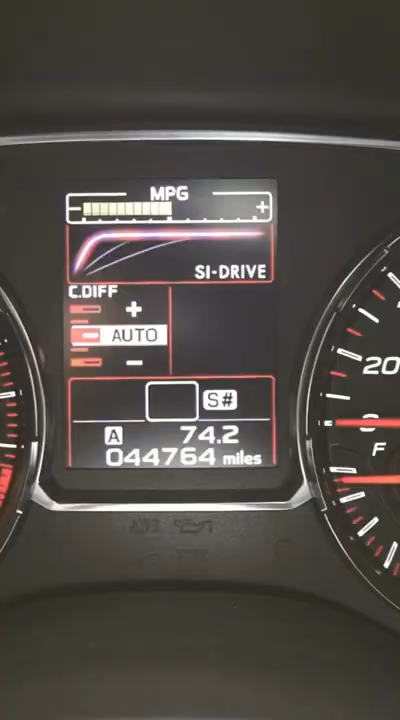 MPG
- +
SI-DRIVE
C.DIFF
+
AUTO
-
S#
A 74.2
044764 miles
20
F